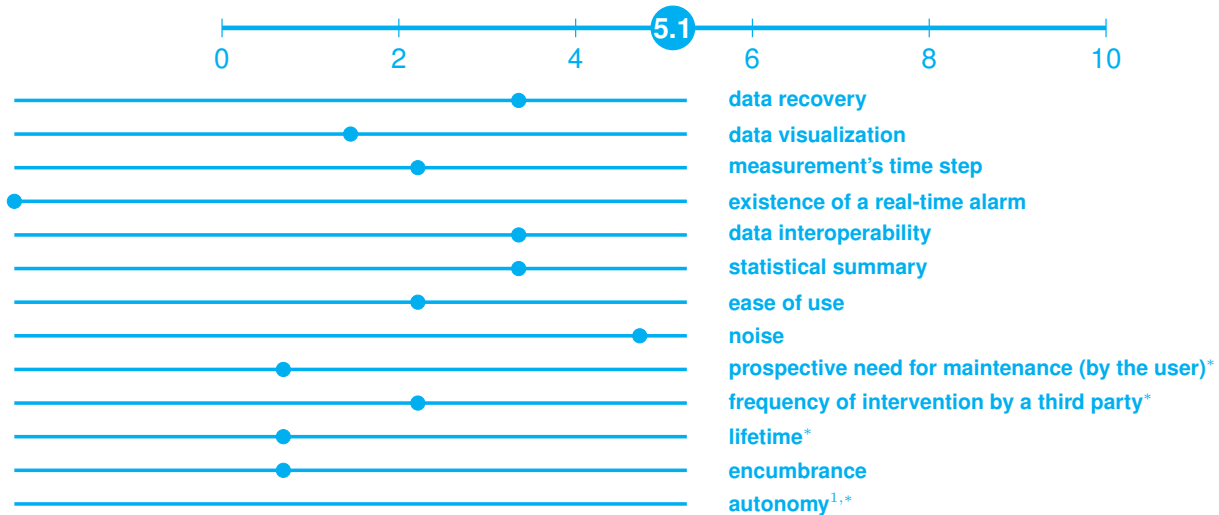 5.1
0 2 4 6 8 10
data recovery
data visualization
measurement's time step
existence of a real-time alarm
data interoperability
statistical summary
ease of use
noise
prospective need for maintenance (by the user)*
frequency of intervention by a third party*
lifetime*
encumbrance
autonomy1,*